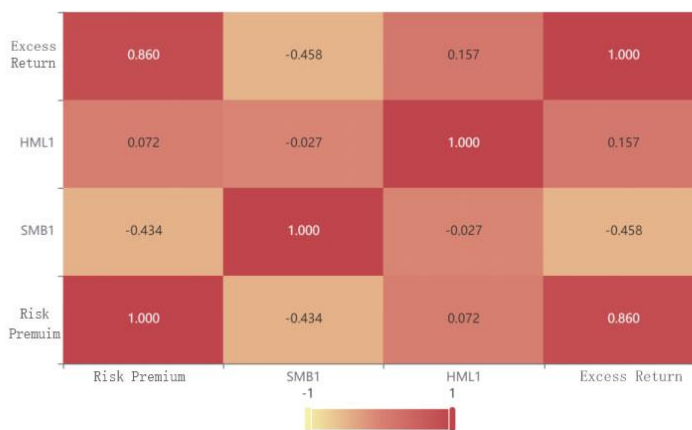 Excess
Return
0.860
-0.458
0.157
1.000
HML1
0.072
-0.027
1.000
0.157
SMB1
-0.434
1.000
-0.027
-0.458
Risk
Premuim
1.000
-0.434
0.072
0.860
Risk Premium
SMB1
HML1
Excess Return
-1
1